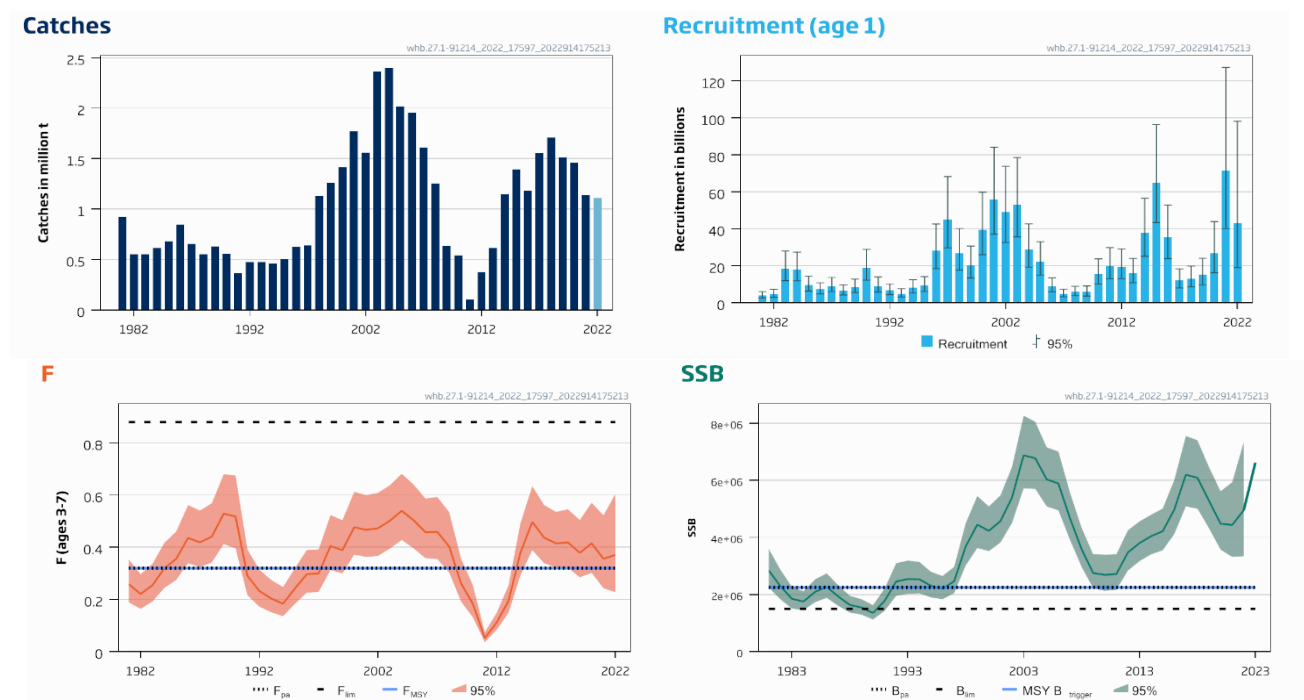 Catches
whb.27.1-91214_2022_17597_2022914175213
Catches in million t
2.5
2
1.5
1
0.5
0
1982
1992
2002
2012
2022
Recruitment (age 1)
whb.27.1-91214_2022_17597_2022914175213
Recruitment in billions
120
100
80
60
40
20
0
1982
1992
2002
2012
2022
Recruitment 95%
F
whb.27.1-91214_2022_17597_2022914175213
F (ages 3-7)
0.8
0.6
0.4
0.2
0
1982
1992
2002
2012
2022
Fpa Flim FMSY 95%
SSB
whb.27.1-91214_2022_17597_2022914175213
SSB
8e+06
6e+06
4e+06
2e+06
0
1983
1993
2003
2013
2023
Bpa Blim MSY B trigger 95%